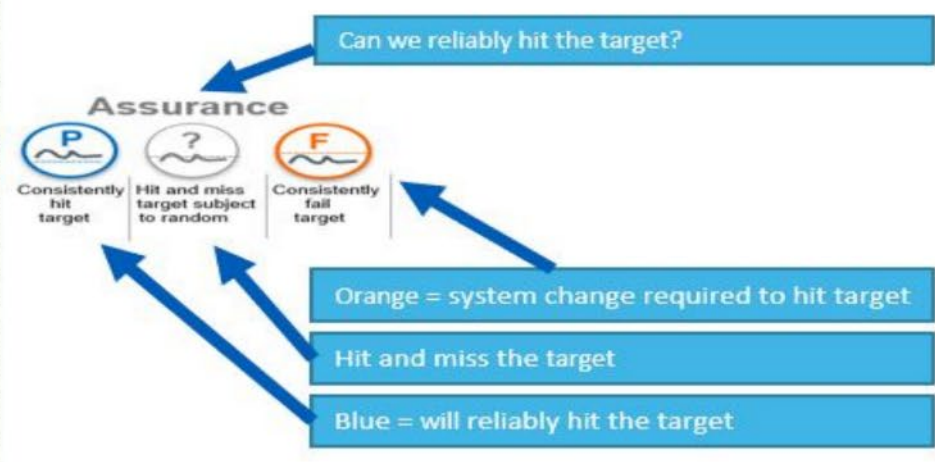 Can we reliably hit the target?
Assurance
P
?
F
Consistently
hit
target
Hit and miss
target subject
to random
Consistently
fail
target
Orange = system change required to hit target
Hit and miss the target
Blue = will reliably hit the target